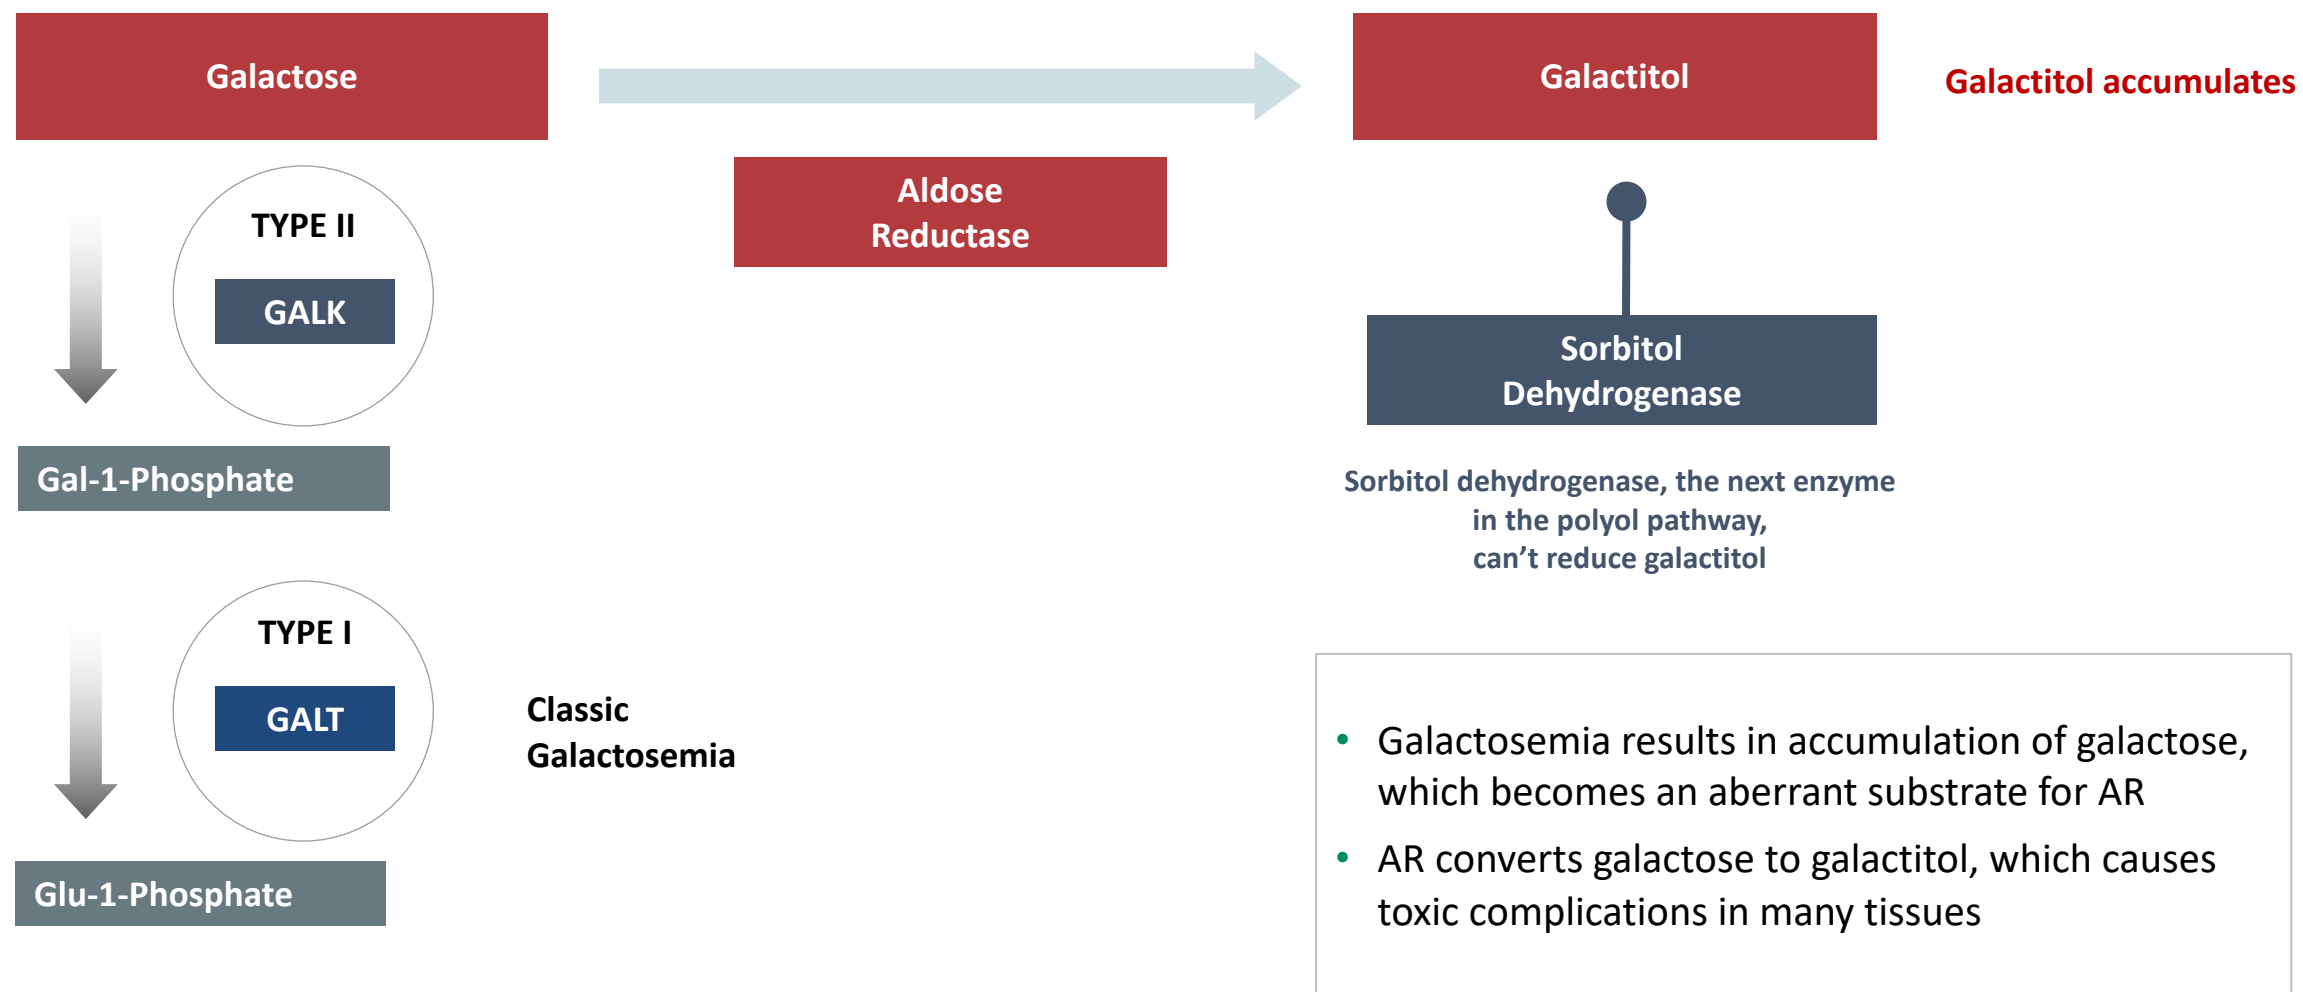 Galactose
Galactitol
Galactitol accumulates
Aldose
Reductase
TYPE II
GALK
Sorbitol
Dehydrogenase
Gal-1-Phosphate
Sorbitol dehydrogenase, the next enzyme
in the polyol pathway,
can’t reduce galactitol
TYPE I
GALT
Classic
Galactosemia
Glu-1-Phosphate
• Galactosemia results in accumulation of galactose,
which becomes an aberrant substrate for AR
• AR converts galactose to galactitol, which causes
toxic complications in many tissues